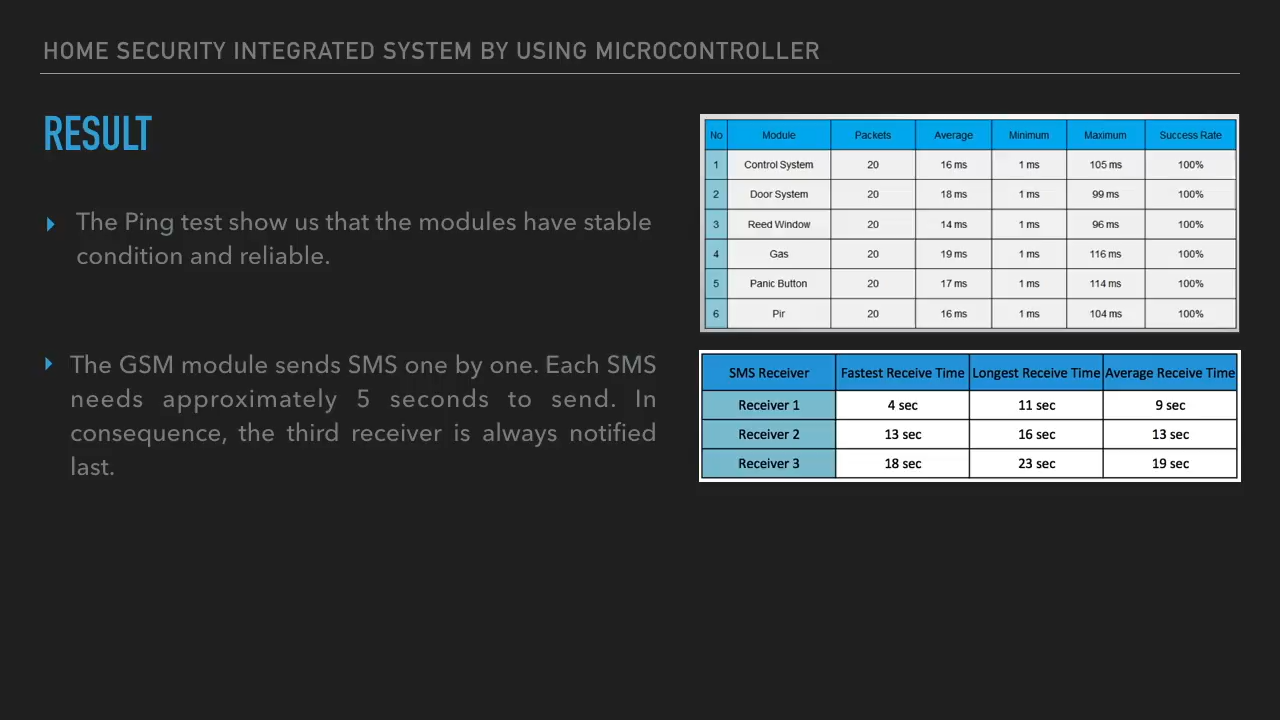 HOME SECURITY INTEGRATED SYSTEM BY USING MICROCONTROLLER
RESULT
The Ping test show us that the modules have stable
condition and reliable.
The GSM module sends SMS one by one. Each SMS
needs approximately 5 seconds to send. In
consequence, the third receiver is always notified
last.
No Module Packets Average Minimum Maximum Success Rate
1 Control System 20 16 ms 1 ms 105 ms 100%
2 Door System 20 18 ms 1 ms 99 ms 100%
3 Reed Window 20 14 ms 1 ms 96 ms 100%
4 Gas 20 19 ms 1 ms 116 ms 100%
5 Panic Button 20 17 ms 1 ms 114 ms 100%
6 Pir 20 16 ms 1 ms 104 ms 100%
SMS Receiver Fastest Receive Time Longest Receive Time Average Receive Time
Receiver 1 4 sec 11 sec 9 sec
Receiver 2 13 sec 16 sec 13 sec
Receiver 3 18 sec 23 sec 19 sec